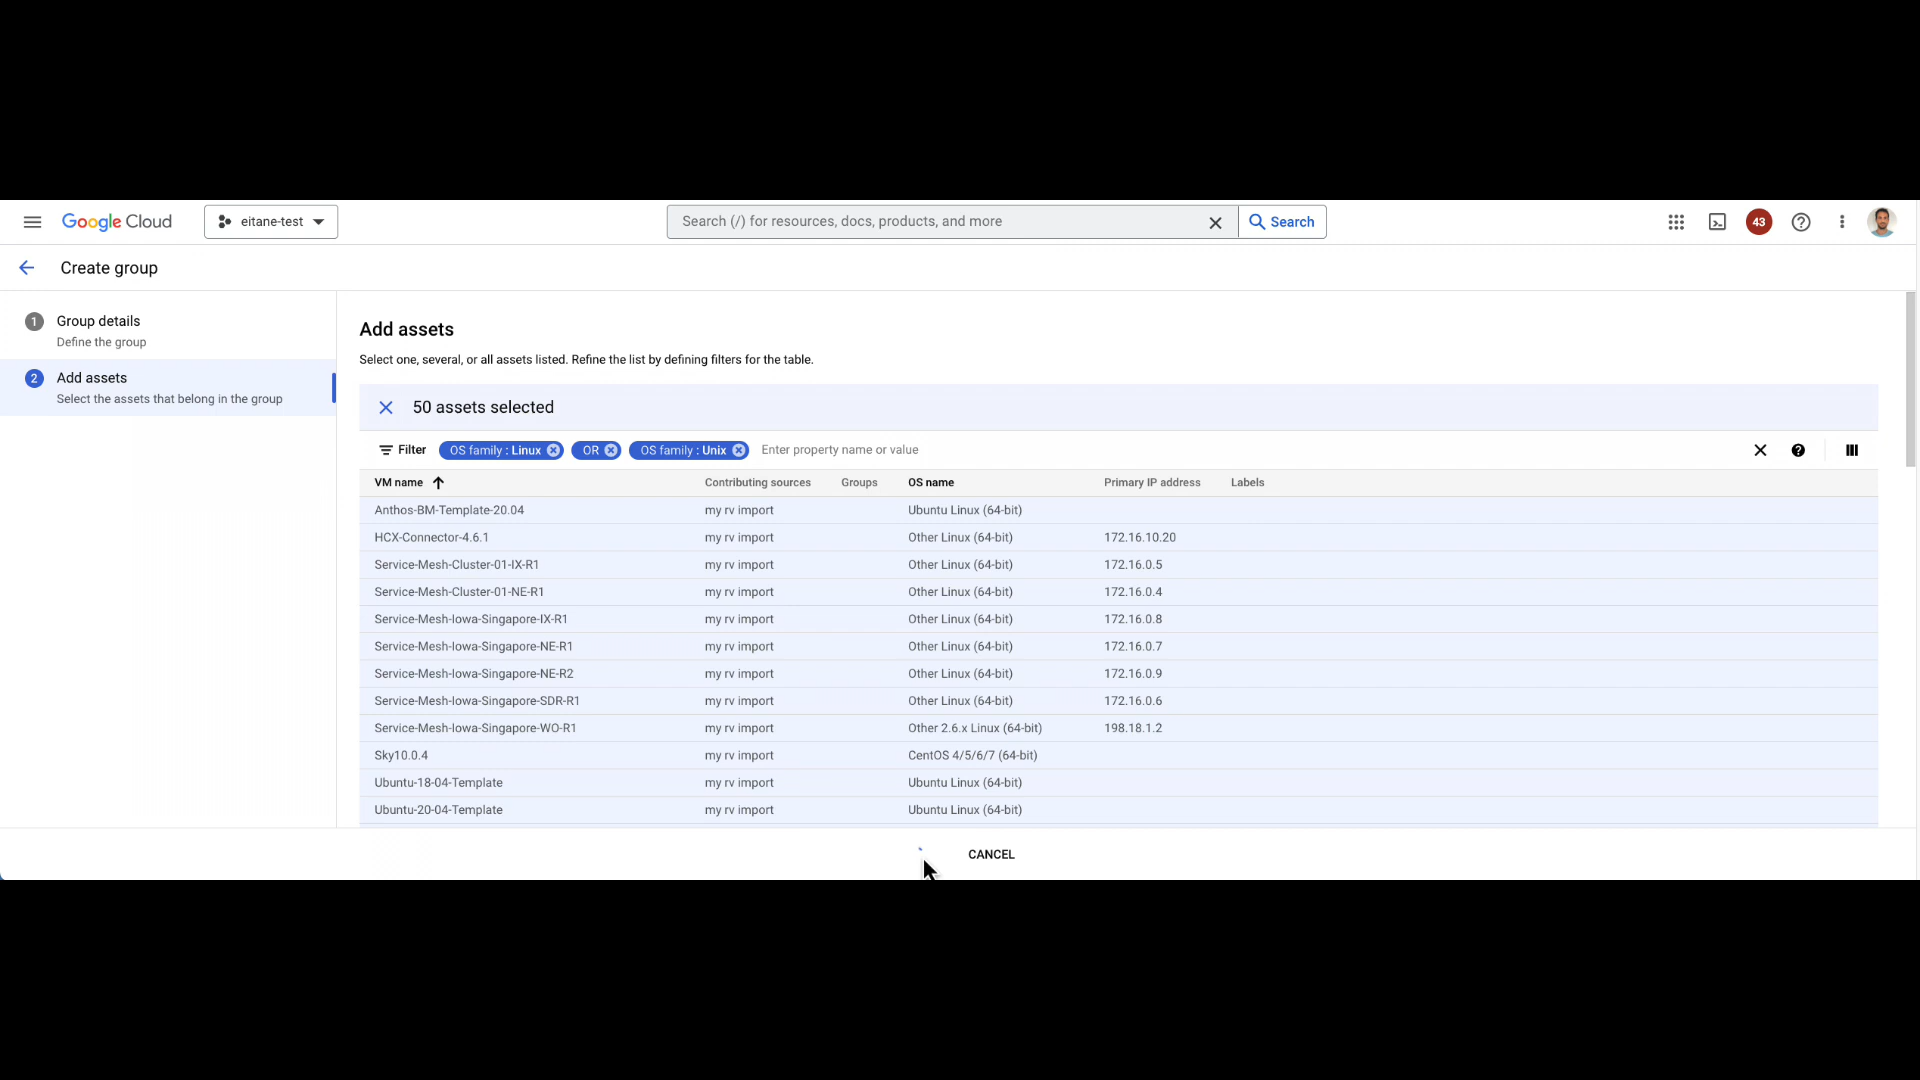 Google Cloud eitane-test Search (/) for resources, docs, products, and more Search 43
Create group
1 Group details
Define the group
2 Add assets
Select the assets that belong in the group
Add assets
Select one, several, or all assets listed. Refine the list by defining filters for the table.
50 assets selected
Filter OS family : Linux OR OS family : Unix Enter property name or value
VM name Contributing sources Groups OS name Primary IP address Labels
Anthos-BM-Template-20.04 my rv import Ubuntu Linux (64-bit)
HCX-Connector-4.6.1 my rv import Other Linux (64-bit) 172.16.10.20
Service-Mesh-Cluster-01-IX-R1 my rv import Other Linux (64-bit) 172.16.0.5
Service-Mesh-Cluster-01-NE-R1 my rv import Other Linux (64-bit) 172.16.0.4
Service-Mesh-Iowa-Singapore-IX-R1 my rv import Other Linux (64-bit) 172.16.0.8
Service-Mesh-Iowa-Singapore-NE-R1 my rv import Other Linux (64-bit) 172.16.0.7
Service-Mesh-Iowa-Singapore-NE-R2 my rv import Other Linux (64-bit) 172.16.0.9
Service-Mesh-Iowa-Singapore-SDR-R1 my rv import Other Linux (64-bit) 172.16.0.6
Service-Mesh-Iowa-Singapore-WO-R1 my rv import Other 2.6.x Linux (64-bit) 198.18.1.2
Sky10.0.4 my rv import CentOS 4/5/6/7 (64-bit)
Ubuntu-18-04-Template my rv import Ubuntu Linux (64-bit)
Ubuntu-20-04-Template my rv import Ubuntu Linux (64-bit)
CANCEL